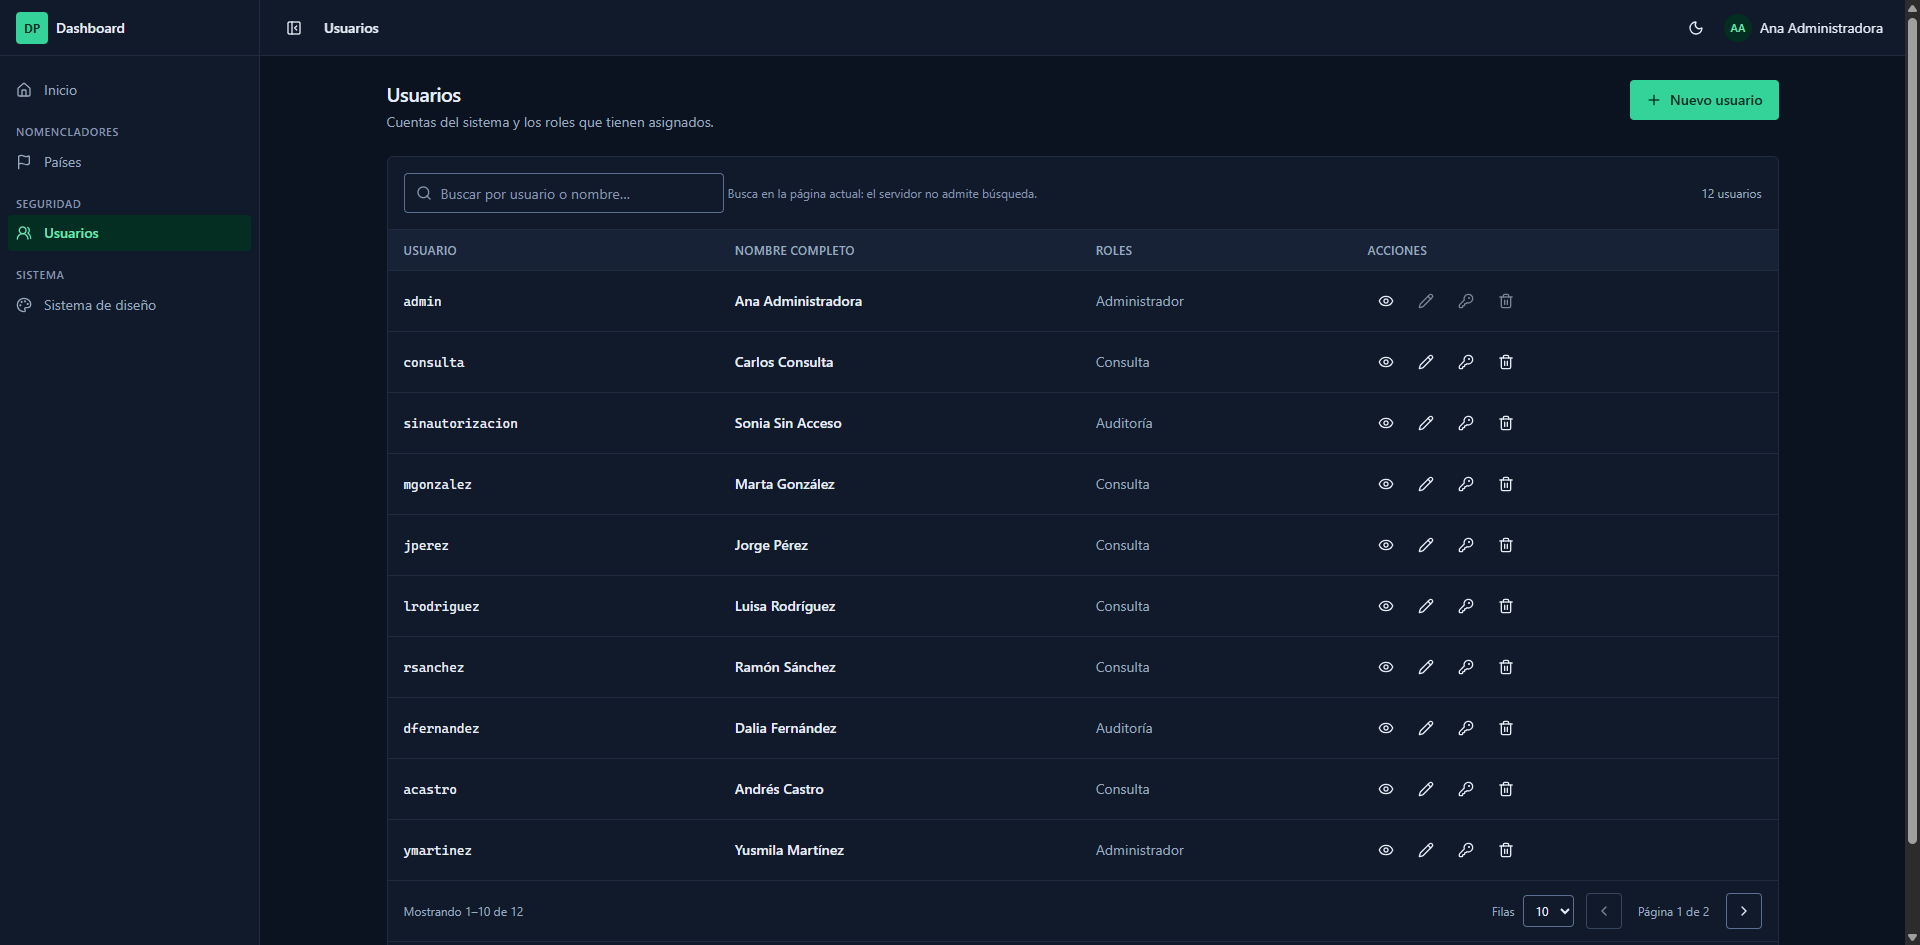 DP Dashboard
Usuarios
AA Ana Administradora
Inicio
NOMENCLADORES
Países
SEGURIDAD
Usuarios
SISTEMA
Sistema de diseño
Usuarios
Cuentas del sistema y los roles que tienen asignados.
Nuevo usuario
Buscar por usuario o nombre...
Busca en la página actual: el servidor no admite búsqueda.
12 usuarios
USUARIO NOMBRE COMPLETO ROLES ACCIONES
admin Ana Administradora Administrador
consulta Carlos Consulta Consulta
sinautorizacion Sonia Sin Acceso Auditoría
mgonzalez Marta González Consulta
jperez Jorge Pérez Consulta
lrodriguez Luisa Rodríguez Consulta
rsanchez Ramón Sánchez Consulta
dfernandez Dalia Fernández Auditoría
acastro Andrés Castro Consulta
ymartinez Yusmila Martínez Administrador
Mostrando 1–10 de 12
Filas 10 Página 1 de 2